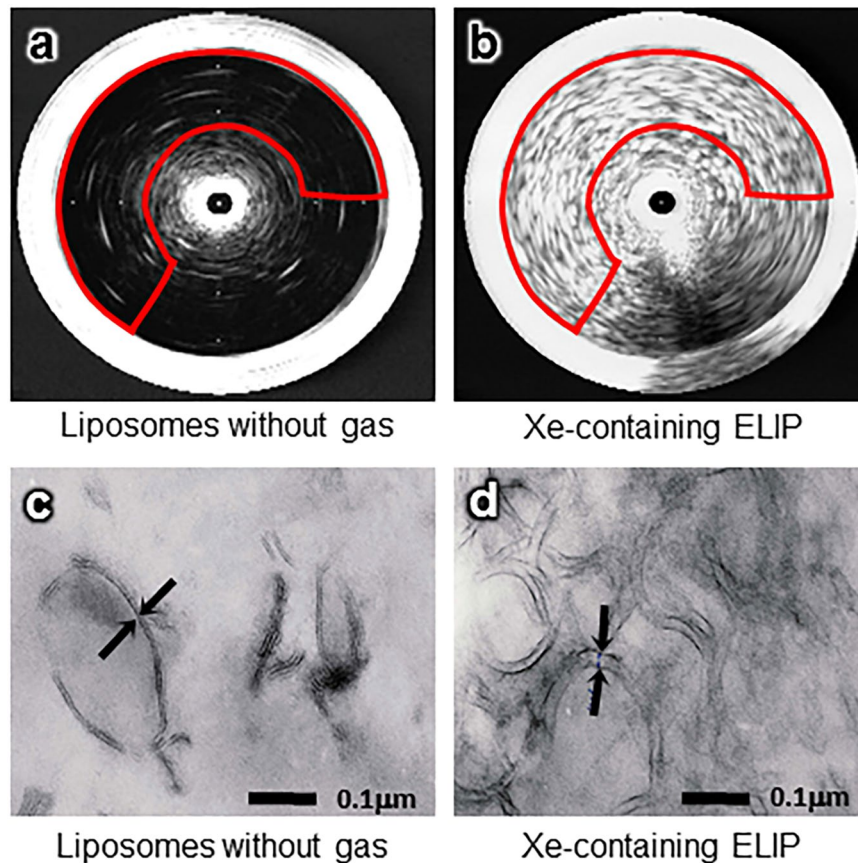 a
b
Liposomes without gas
Xe-containing ELIP
c
d
0.1μm
0.1μm
Liposomes without gas
Xe-containing ELIP